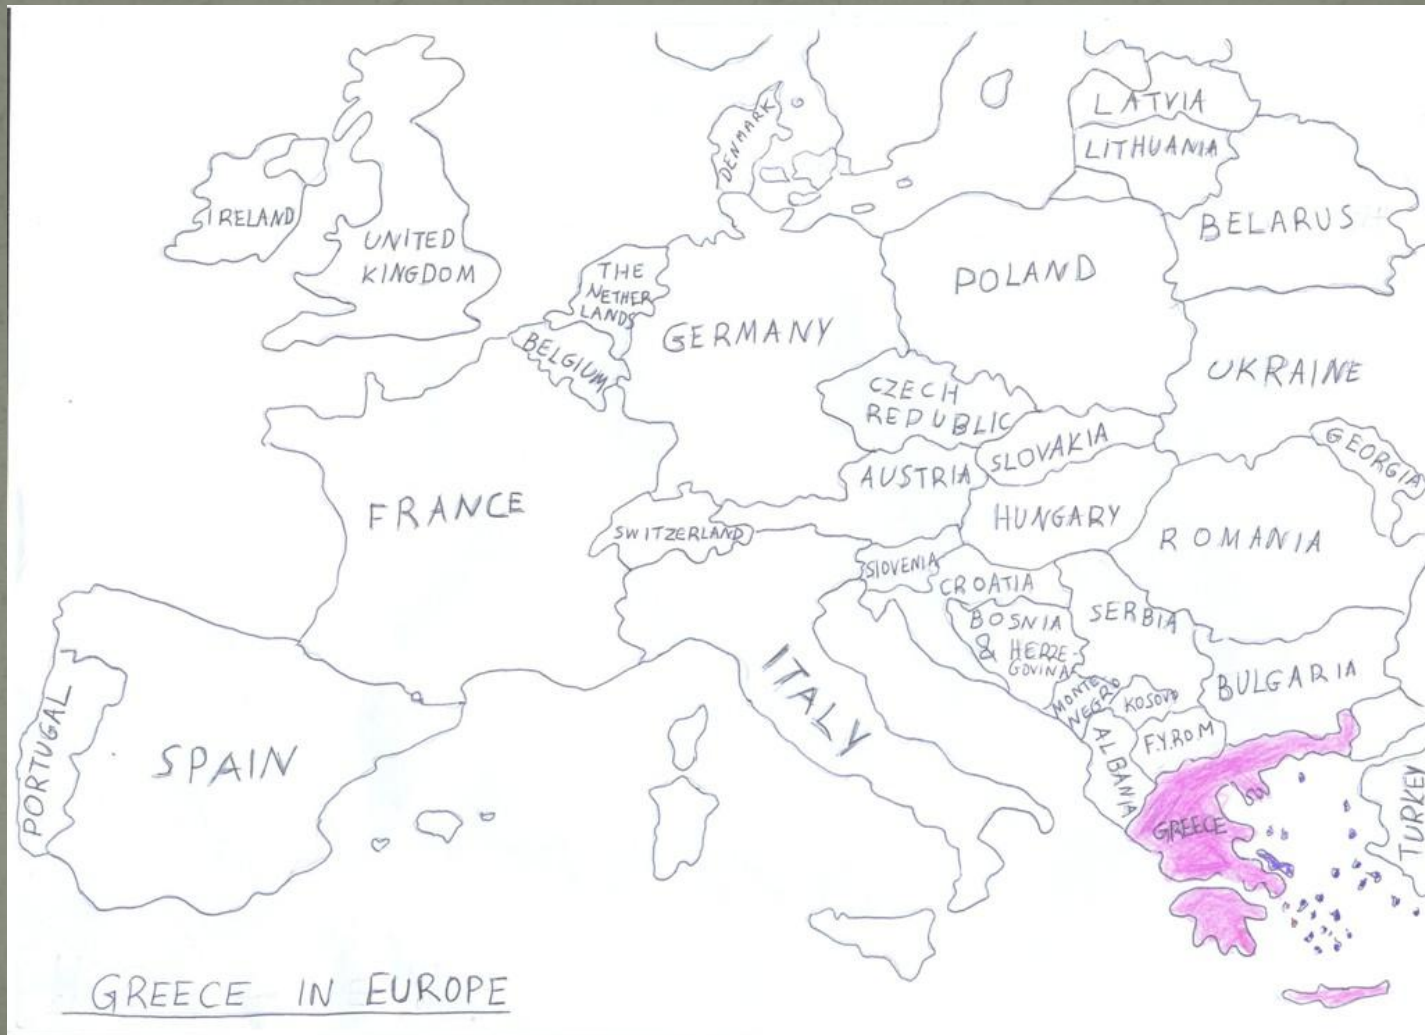 LATVIA
DENMARK
LITHUANIA
IRELAND
BELARUS
UNITED
KINGDOM
THE
NETHER
LANDS
POLAND
GERMANY
BELGIUM
UKRAINE
CZECH
REPUBLIC
SLOVAKIA
GEORGIA
AUSTRIA
FRANCE
HUNGARY
SWITZERLAND
ROMANIA
SLOVENIA
CROATIA
BOSNIA
& HERZE-
GOVINA
SERBIA
ITALY
BULGARIA
MONTE
NEGRO
KOSOVO
PORTUGAL
SPAIN
ALBANIA
F.Y.ROM
TURKEY
GREECE
GREECE IN EUROPE